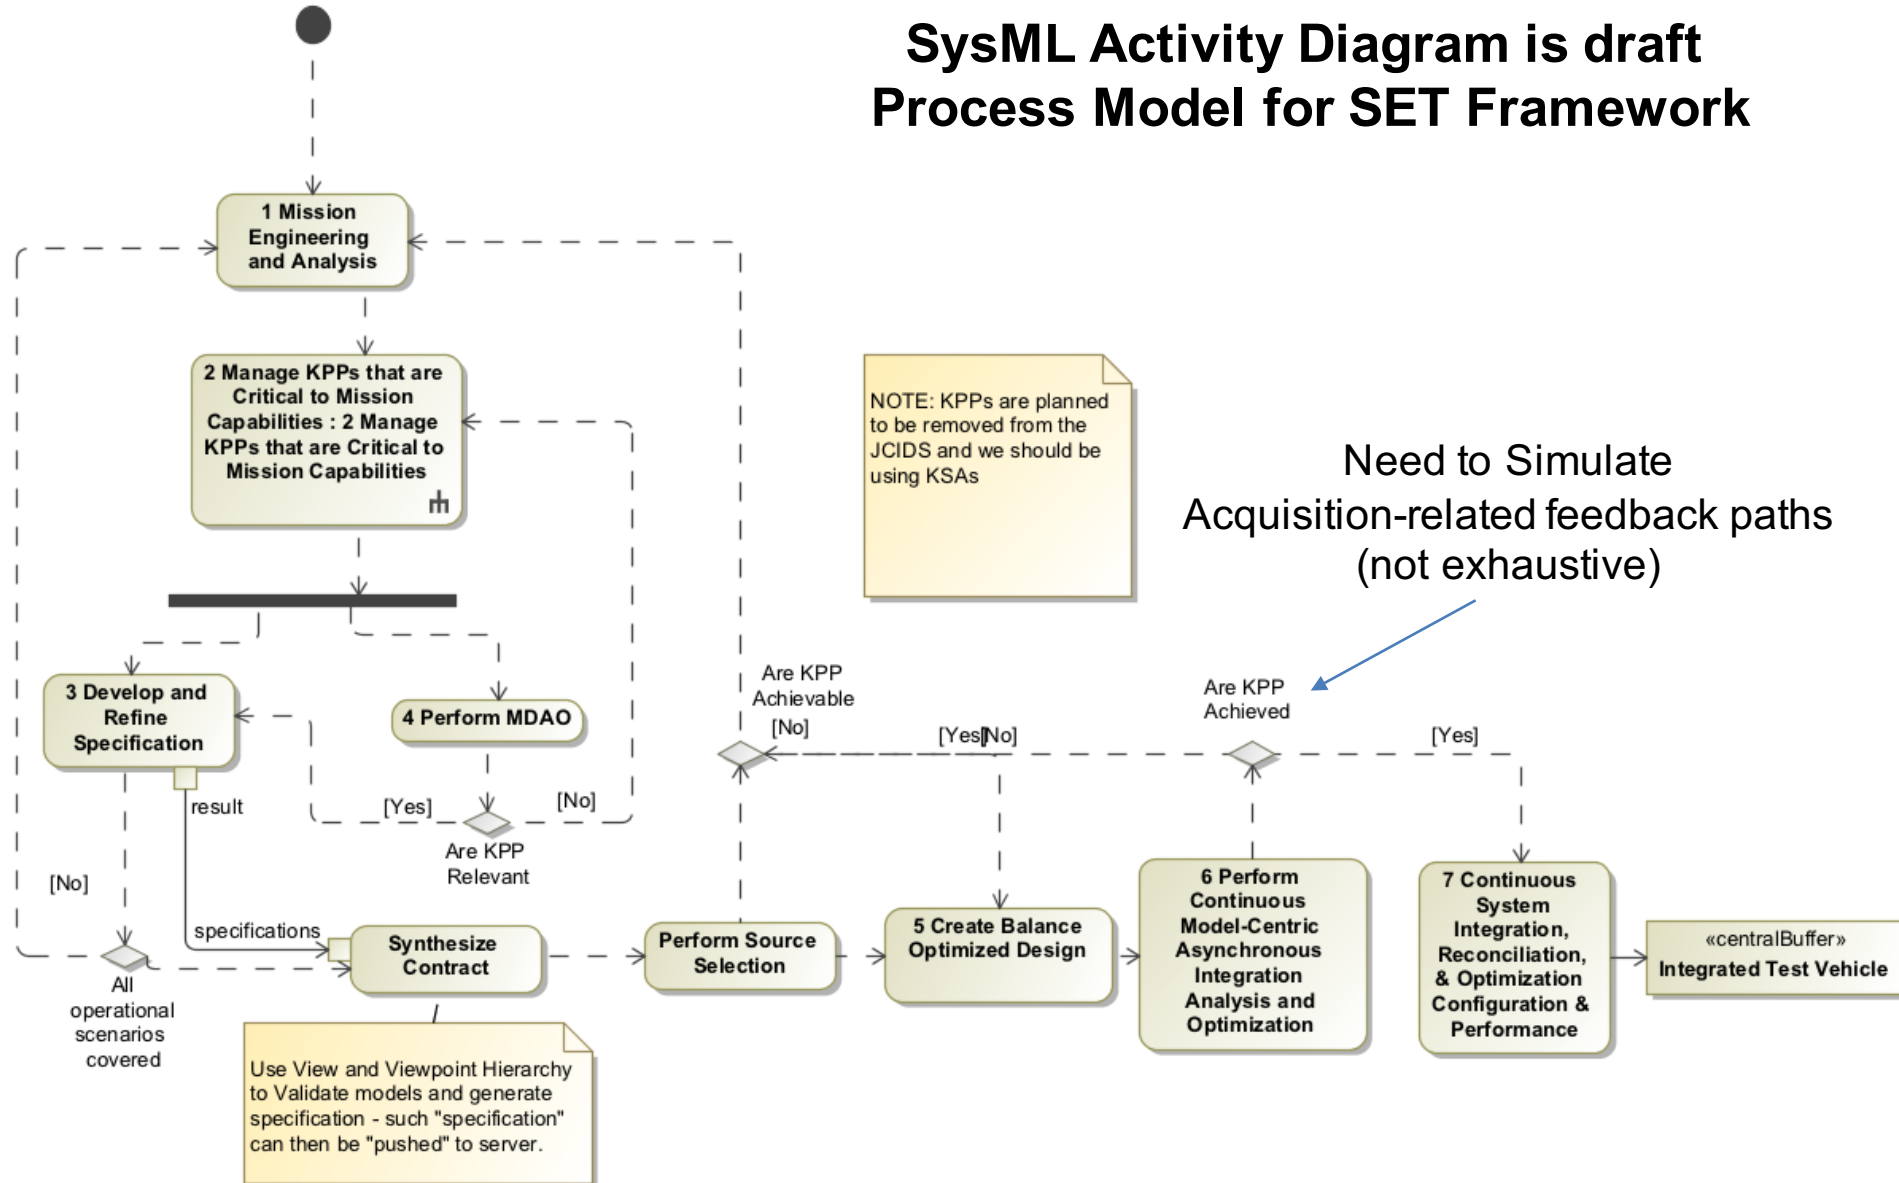 SysML Activity Diagram is draft
Process Model for SET Framework
1 Mission
Engineering
and Analysis
2 Manage KPPs that are
Critical to Mission
Capabilities : 2 Manage
KPPs that are Critical to
Mission Capabilities
NOTE: KPPs are planned
to be removed from the
JCIDS and we should be
using KSAs
Need to Simulate
Acquisition-related feedback paths
(not exhaustive)
3 Develop and
Refine
Specification
4 Perform MDAO
Are KPP
Achievable
[No]
[Yes]
[No]
Are KPP
Achieved
[Yes]
result
[Yes]
[No]
Are KPP
Relevant
[No]
specifications
All
operational
scenarios
covered
Synthesize
Contract
Perform Source
Selection
5 Create Balance
Optimized Design
6 Perform
Continuous
Model-Centric
Asynchronous
Integration
Analysis and
Optimization
7 Continuous
System
Integration,
Reconciliation,
& Optimization
Configuration &
Performance
«centralBuffer»
Integrated Test Vehicle
Use View and Viewpoint Hierarchy
to Validate models and generate
specification - such "specification"
can then be "pushed" to server.